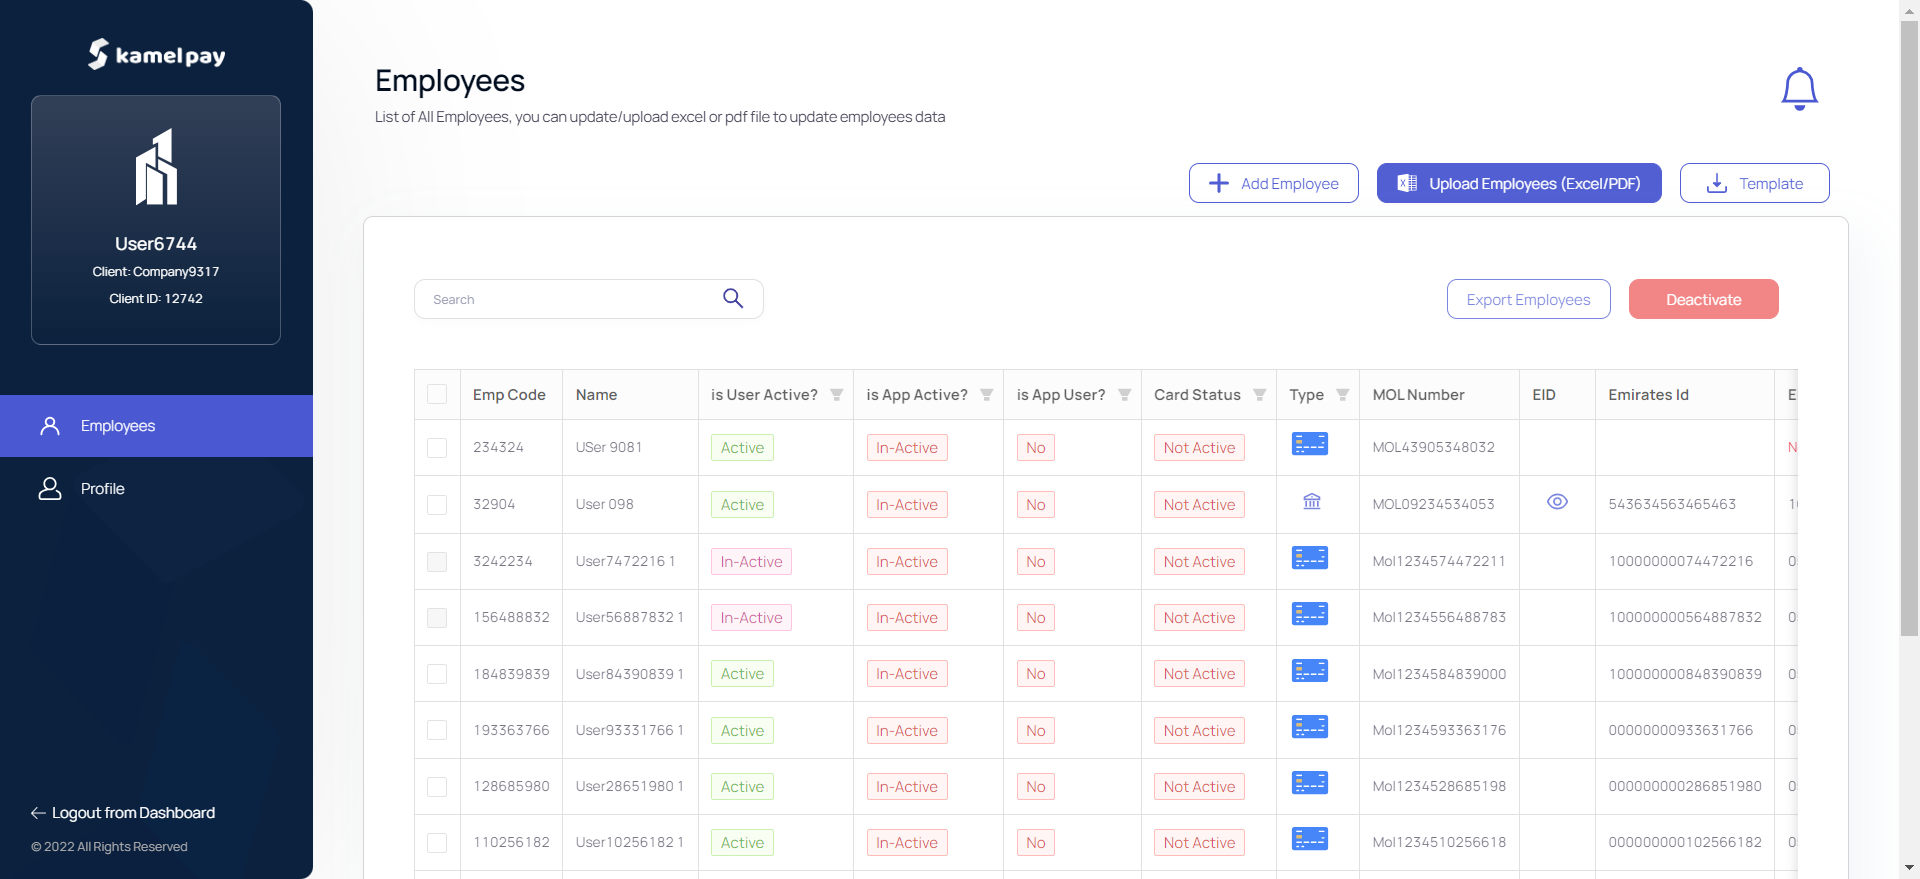 kamelpay
User6744
Client: Company9317
Client ID: 12742
Employees
Profile
Logout from Dashboard
© 2022 All Rights Reserved
Employees
List of All Employees, you can update/upload excel or pdf file to update employees data
Add Employee Upload Employees (Excel/PDF) Template
Search Export Employees Deactivate
Emp Code Name is User Active? is App Active? is App User? Card Status Type MOL Number EID Emirates Id
234324 USer 9081 Active In-Active No Not Active MOL43905348032
32904 User 098 Active In-Active No Not Active MOL09234534053 543634563465463
3242234 User7472216 1 In-Active In-Active No Not Active Mol1234574472211 10000000074472216
156488832 User56887832 1 In-Active In-Active No Not Active Mol1234556488783 100000000564887832
184839839 User84390839 1 Active In-Active No Not Active Mol1234584839000 100000000848390839
193363766 User93331766 1 Active In-Active No Not Active Mol1234593363176 00000000933631766
128685980 User28651980 1 Active In-Active No Not Active Mol1234528685198 000000000286851980
110256182 User10256182 1 Active In-Active No Not Active Mol1234510256618 000000000102566182